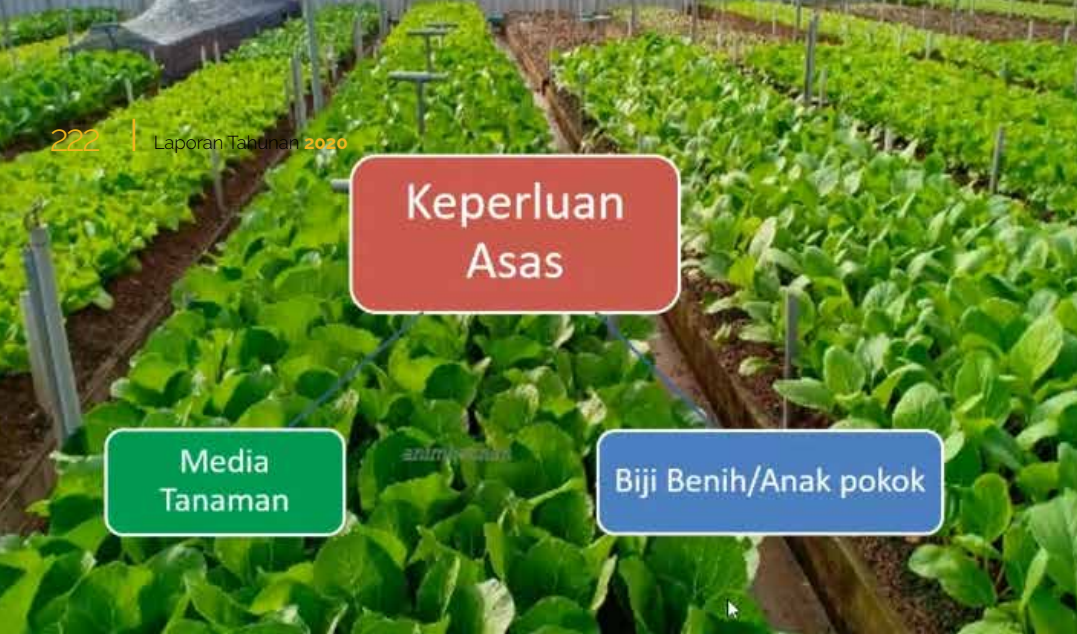 222 | Laporan Tahunan 2020
Keperluan
Asas
Media
Tanaman
Biji Benih/Anak pokok